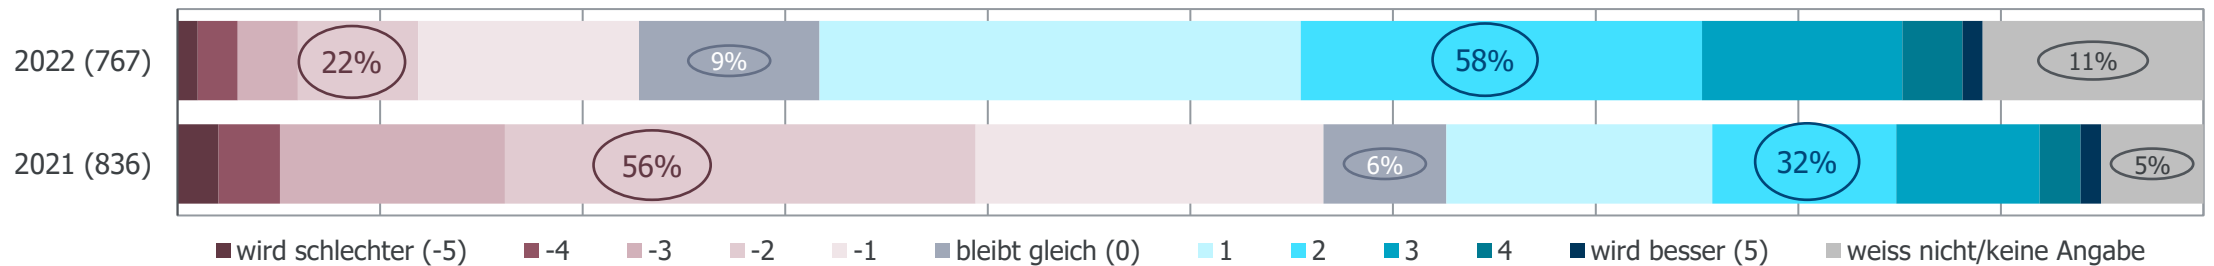 2022 (767) 22% 9% 58% 11%
2021 (836) 56% 6% 32% 5%
wird schlechter (-5) -4 -3 -2 -1 bleibt gleich (0) 1 2 3 4 wird besser (5) weiss nicht/keine Angabe